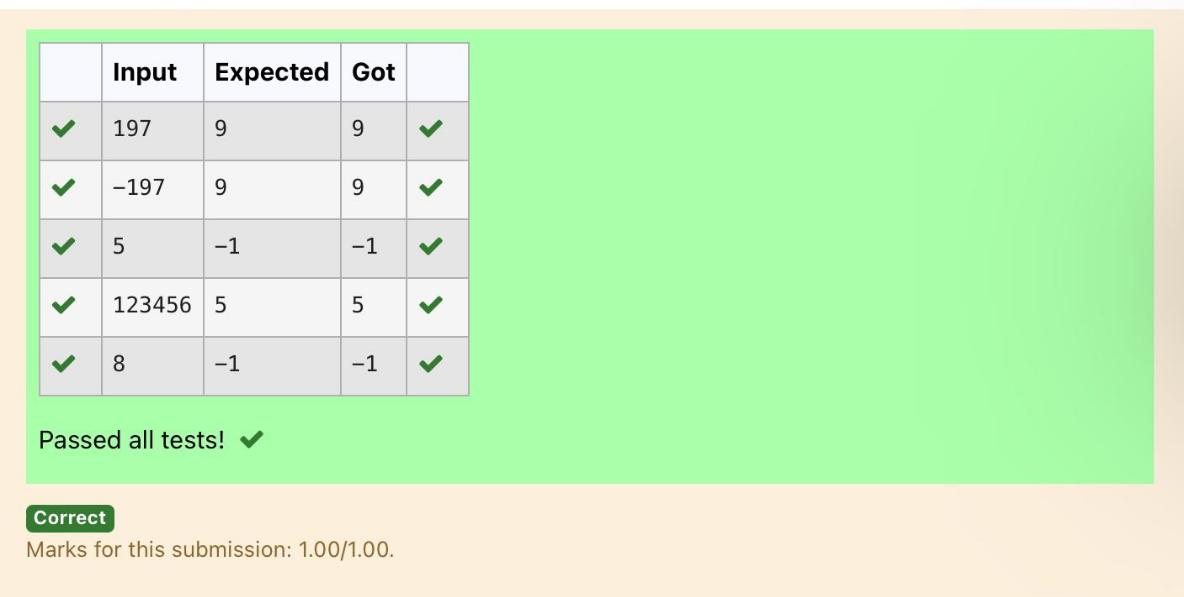 Input Expected Got
197 9 9
-197 9 9
5 -1 -1
123456 5 5
8 -1 -1
Passed all tests!
Correct
Marks for this submission: 1.00/1.00.